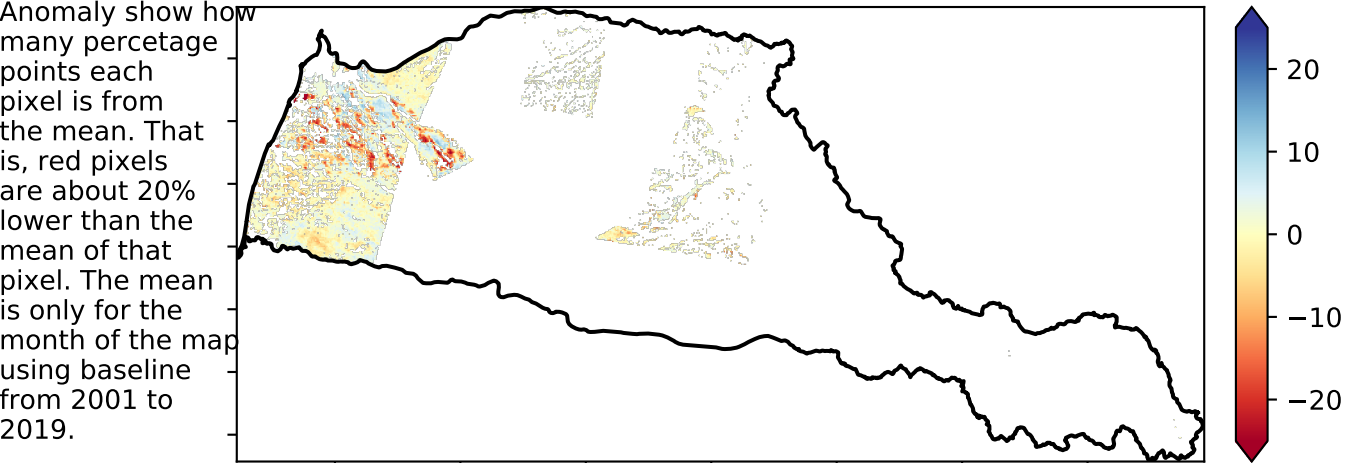 Anomaly show how
many percetage
points each
pixel is from
the mean. That
is, red pixels
are about 20%
lower than the
mean of that
pixel. The mean
is only for the
month of the map
using baseline
from 2001 to
2019.
20
10
0
−10
−20